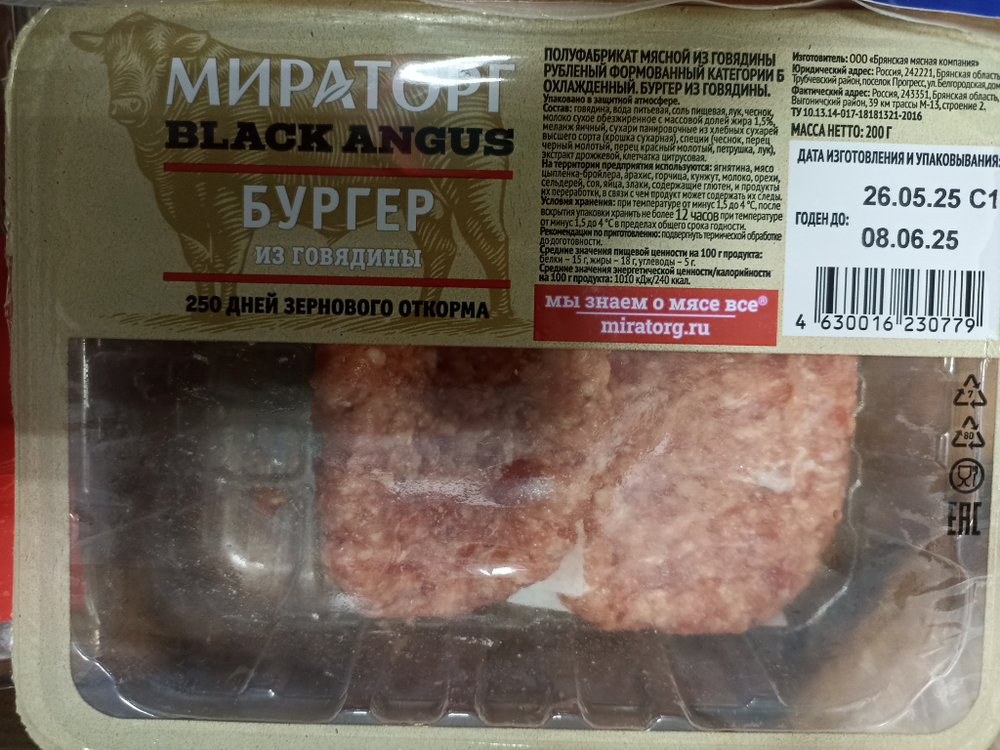 МИРАТОРГ
BLACK ANGUS
БУРГЕР
ИЗ ГОВЯДИНЫ
250 ДНЕЙ ЗЕРНОВОГО ОТКОРМА
ПОЛУФАБРИКАТ МЯСНОЙ ИЗ ГОВЯДИНЫ
РУБЛЕНЫЙ ФОРМОВАННЫЙ КАТЕГОРИИ Б
ОХЛАЖДЕННЫЙ. БУРГЕР ИЗ ГОВЯДИНЫ.
Упаковано в защитной атмосфере.
Состав: говядина, вода питьевая, соль пищевая, лук, чеснок,
молоко сухое обезжиренное с массовой долей жира 1,5%,
меланж яичный, сухари панировочные из хлебных сухарей
высшего сорта (крошка сухарная), специи (чеснок, перец
черный молотый, перец красный молотый, петрушка, лук),
экстракт дрожжевой, клетчатка цитрусовая.
На территории предприятия используются: ягнятина, мясо
цыпленка-бройлера, арахис, горчица, кунжут, молоко, орехи,
сельдерей, соя, яйца, злаки, содержащие глютен, и продукты
их переработки, в связи с чем продукт может содержать их следы.
Условия хранения: при температуре от минус 1,5 до 4 °С, после
вскрытия упаковки хранить не более 12 часов при температуре
от минус 1,5 до 4 °С в пределах общего срока годности.
Рекомендации по приготовлению: подвергнуть термической обработке
до готовности.
Средние значения пищевой ценности на 100 г продукта:
белки – 15 г, жиры – 18 г, углеводы – 5 г.
Средние значения энергетической ценности/калорийности
на 100 г продукта: 1010 кДж/240 ккал.
мы знаем о мясе все®
miratorg.ru
Изготовитель: ООО «Брянская мясная компания»
Юридический адрес: Россия, 242221, Брянская область,
Трубчевский район, поселок Прогресс, ул. Белгородская, дом
Фактический адрес: Россия, 243351, Брянская область,
Выгоничский район, 39 км трассы М-13, строение 2.
ТУ 10.13.14-017-18181321-2016
МАССА НЕТТО: 200 Г
ДАТА ИЗГОТОВЛЕНИЯ И УПАКОВЫВАНИЯ:
26.05.25 С1
ГОДЕН ДО:
08.06.25
4 630016 230779
7
80
ЕАС